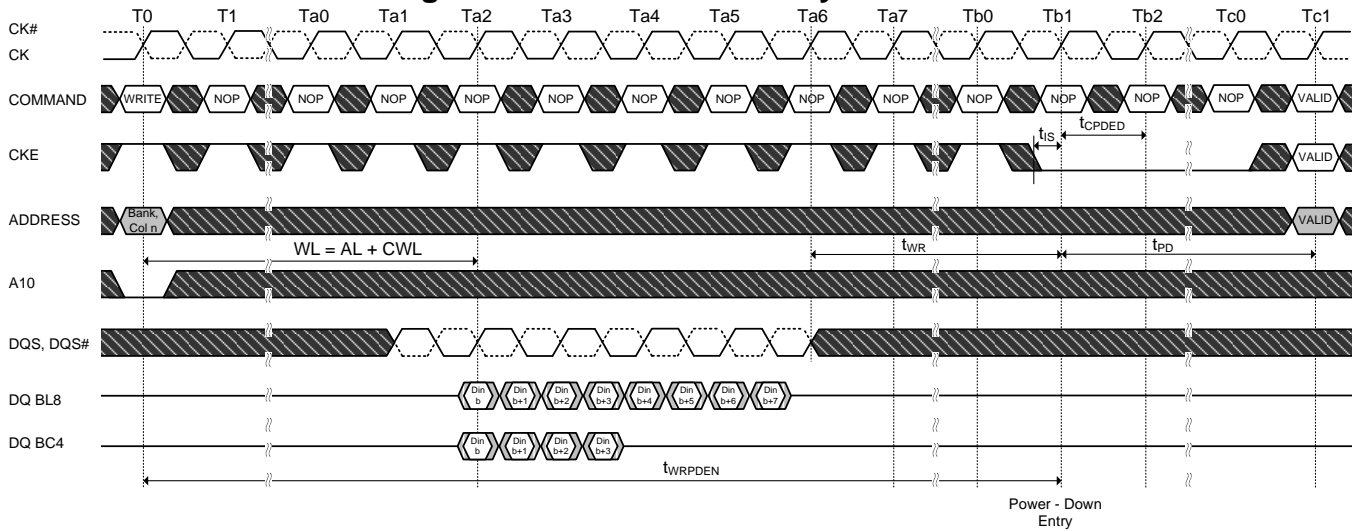 T0 T1 Ta0 Ta1 Ta2 Ta3 Ta4 Ta5 Ta6 Ta7 Tb0 Tb1 Tb2 Tc0 Tc1
CK#
CK
COMMAND WRITE NOP NOP NOP NOP NOP NOP NOP NOP NOP NOP NOP NOP NOP VALID
tIS tCPDED
CKE VALID
ADDRESS Bank, Col n VALID
WL = AL + CWL tWR tPD
A10
DQS, DQS#
DQ BL8 Din b Din b+1 Din b+2 Din b+3 Din b+4 Din b+5 Din b+6 Din b+7
DQ BC4 Din b Din b+1 Din b+2 Din b+3
tWRPDEN
Power - Down
Entry